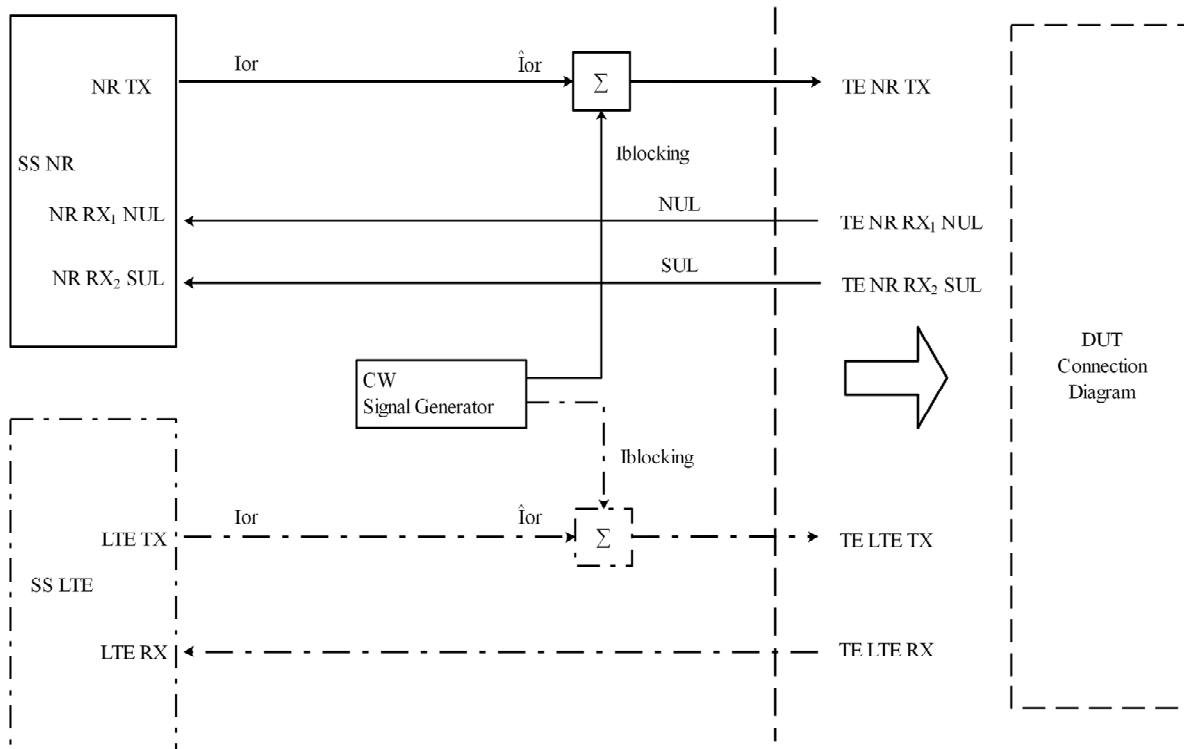 Ior
Îor
Σ
NR TX
TE NR TX
Iblocking
SS NR
NR RX₁ NUL
NUL
TE NR RX₁ NUL
NR RX₂ SUL
SUL
TE NR RX₂ SUL
CW
Signal Generator
DUT
Connection
Diagram
Iblocking
Ior
Îor
Σ
LTE TX
TE LTE TX
SS LTE
LTE RX
TE LTE RX